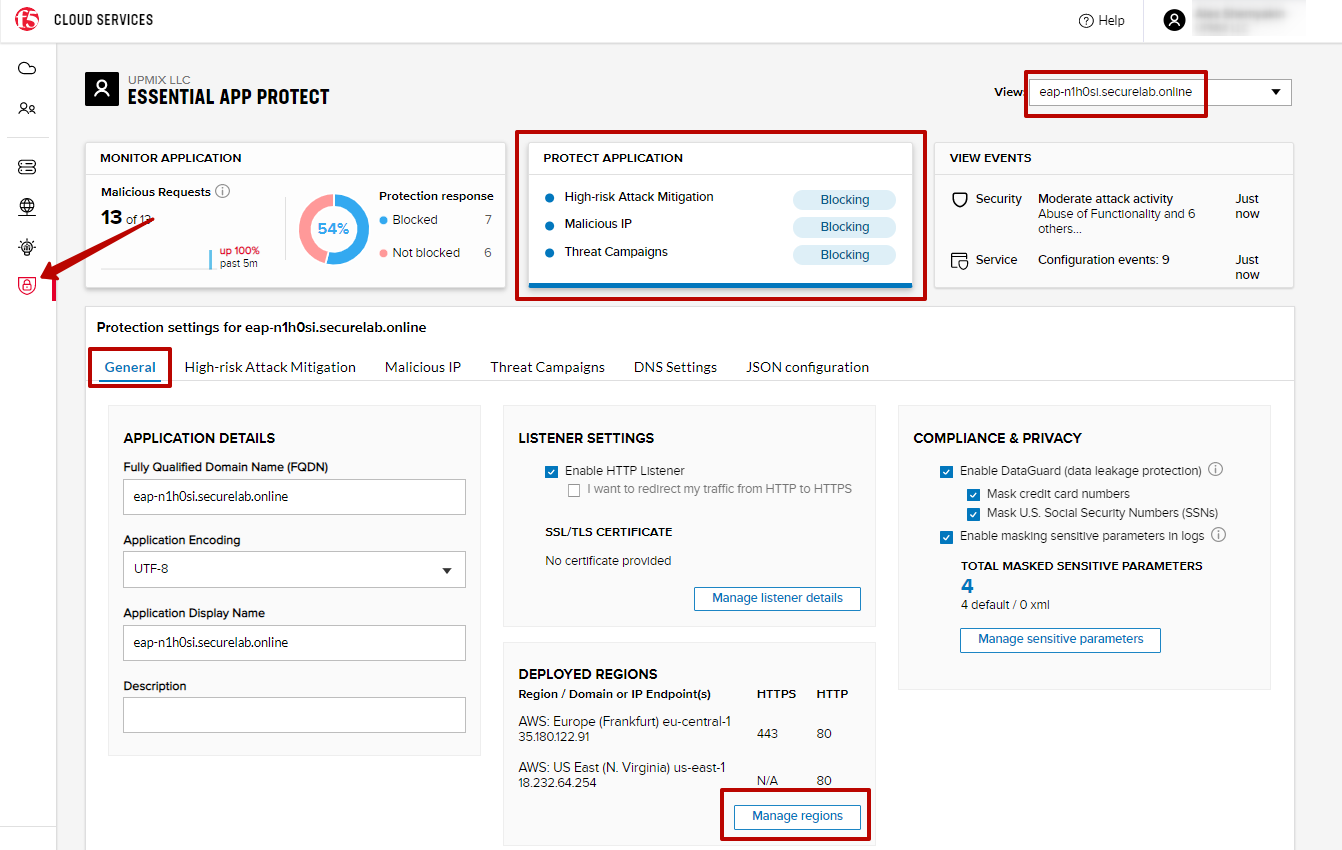 f5 CLOUD SERVICES
Help
UPMIX LLC
ESSENTIAL APP PROTECT
View:
eap-n1h0si.securelab.online
MONITOR APPLICATION
Malicious Requests
13 of 13
up 100%
past 5m
54%
Protection response
Blocked 7
Not blocked 6
PROTECT APPLICATION
High-risk Attack Mitigation Blocking
Malicious IP Blocking
Threat Campaigns Blocking
VIEW EVENTS
Security Moderate attack activity Just
Abuse of Functionality and 6 now
others...
Service Configuration events: 9 Just
now
Protection settings for eap-n1h0si.securelab.online
General High-risk Attack Mitigation Malicious IP Threat Campaigns DNS Settings JSON configuration
APPLICATION DETAILS
Fully Qualified Domain Name (FQDN)
eap-n1h0si.securelab.online
Application Encoding
UTF-8
Application Display Name
eap-n1h0si.securelab.online
Description
LISTENER SETTINGS
Enable HTTP Listener
I want to redirect my traffic from HTTP to HTTPS
SSL/TLS CERTIFICATE
No certificate provided
Manage listener details
DEPLOYED REGIONS
Region / Domain or IP Endpoint(s) HTTPS HTTP
AWS: Europe (Frankfurt) eu-central-1
35.180.122.91 443 80
AWS: US East (N. Virginia) us-east-1
18.232.64.254 N/A 80
Manage regions
COMPLIANCE & PRIVACY
Enable DataGuard (data leakage protection)
Mask credit card numbers
Mask U.S. Social Security Numbers (SSNs)
Enable masking sensitive parameters in logs
TOTAL MASKED SENSITIVE PARAMETERS
4
4 default / 0 xml
Manage sensitive parameters